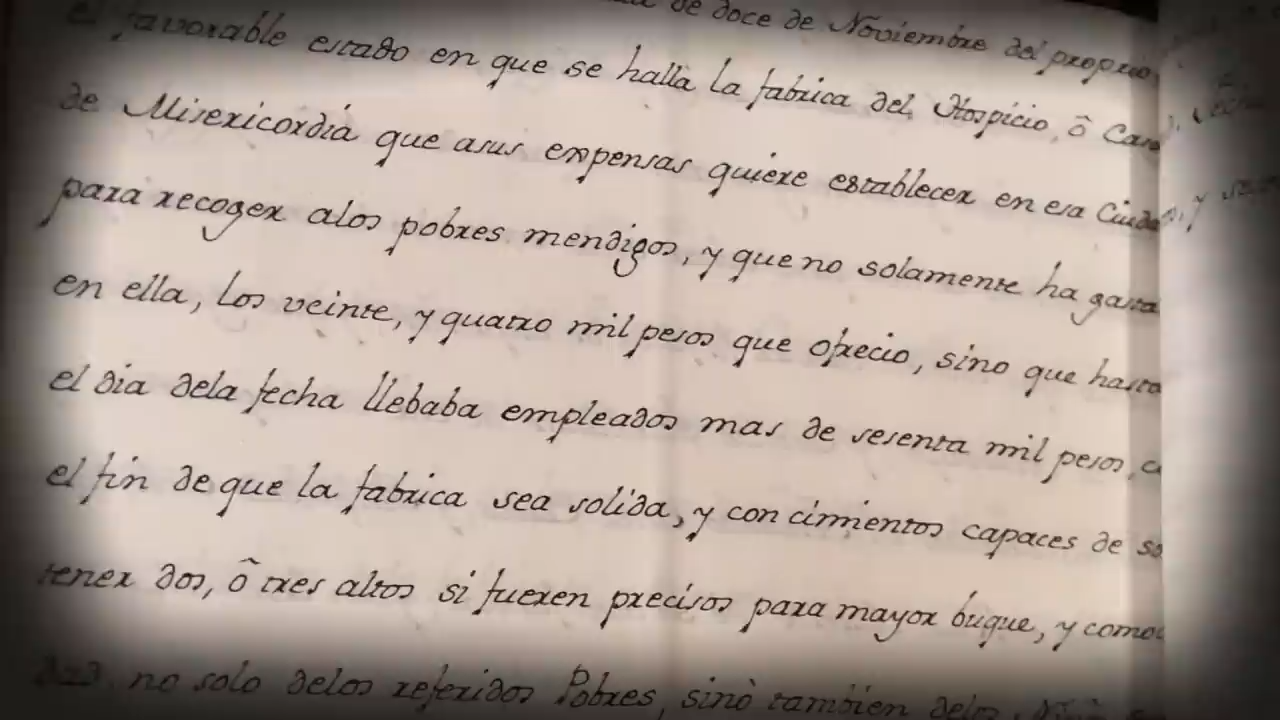 de doce de Noviembre del proprio
el favorable estado en que se halla la fabrica del Hospicio, ô Casa
de Misericordia que asus expensas quiere establecer en esa Ciuda
para recoger alos pobres mendigos, y que no solamente ha gasta
en ella, los veinte, y quatro mil pesos que ofrecio, sino que hasta
el dia dela fecha llebaba empleados mas de sesenta mil pesos, c
el fin de que la fabrica sea solida, y con cimientos capaces de so
tener dos, ô tres altos si fueren precisos para mayor buque, y como
dad no solo delos referidos Pobres, sinò tambien delos